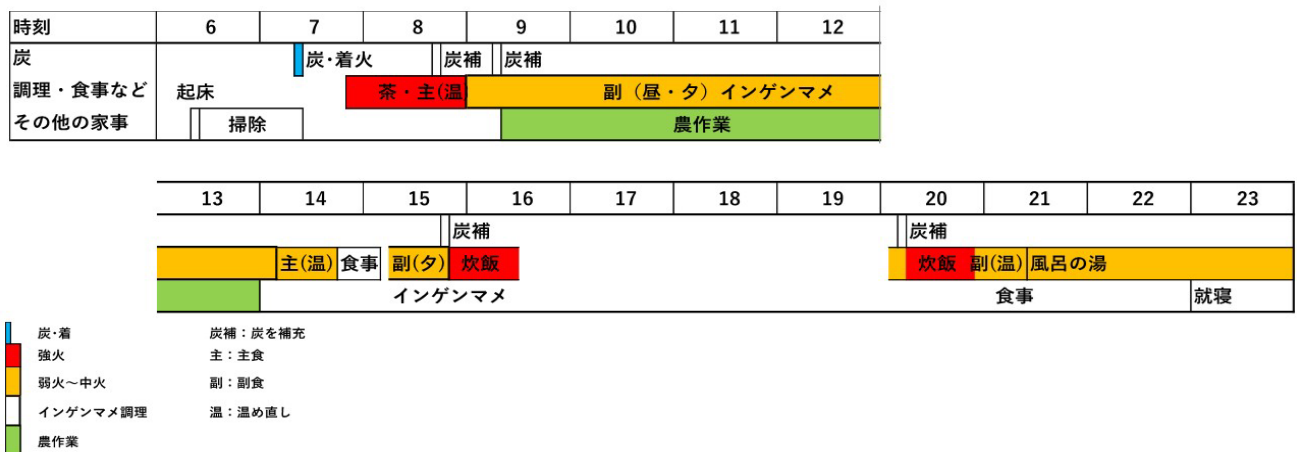 時刻 6 7 8 9 10 11 12
炭 炭・着火 炭補 炭補
調理・食事など 起床 茶・主(温 副（昼・夕）インゲンマメ
その他の家事 掃除 農作業
13 14 15 16 17 18 19 20 21 22 23
炭補 炭補
主(温) 食事 副(夕) 炊飯 炊飯 副(温) 風呂の湯
インゲンマメ 食事 就寝
炭・着 炭補：炭を補充
強火 主：主食
弱火～中火 副：副食
インゲンマメ調理 温：温め直し
農作業